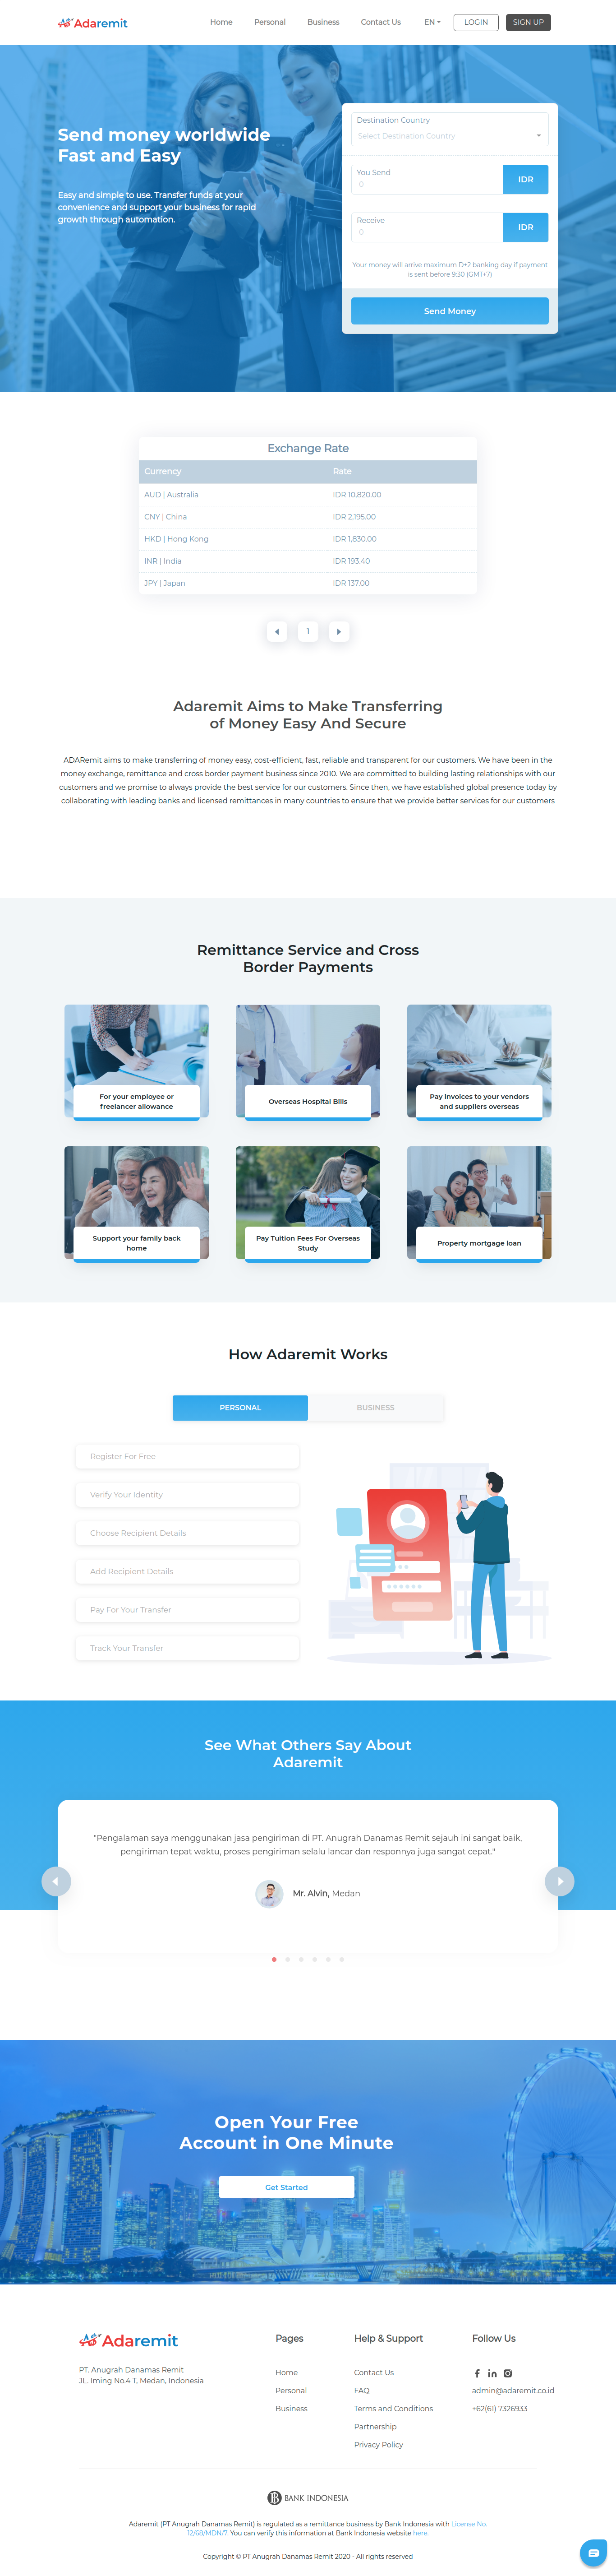 Adaremit
Home
Personal
Business
Contact Us
EN
LOGIN
SIGN UP
Send money worldwide
Fast and Easy
Easy and simple to use. Transfer funds at your
convenience and support your business for rapid
growth through automation.
Destination Country
Select Destination Country
You Send
0
IDR
Receive
0
IDR
Your money will arrive maximum D+2 banking day if payment
is sent before 9:30 (GMT+7)
Send Money
Exchange Rate
Currency Rate
AUD | Australia IDR 10,820.00
CNY | China IDR 2,195.00
HKD | Hong Kong IDR 1,830.00
INR | India IDR 193.40
JPY | Japan IDR 137.00
1
Adaremit Aims to Make Transferring
of Money Easy And Secure
ADARemit aims to make transferring of money easy, cost-efficient, fast, reliable and transparent for our customers. We have been in the
money exchange, remittance and cross border payment business since 2010. We are committed to building lasting relationships with our
customers and we promise to always provide the best service for our customers. Since then, we have established global presence today by
collaborating with leading banks and licensed remittances in many countries to ensure that we provide better services for our customers
Remittance Service and Cross
Border Payments
For your employee or
freelancer allowance
Overseas Hospital Bills
Pay invoices to your vendors
and suppliers overseas
Support your family back
home
Pay Tuition Fees For Overseas
Study
Property mortgage loan
How Adaremit Works
PERSONAL
BUSINESS
Register For Free
Verify Your Identity
Choose Recipient Details
Add Recipient Details
Pay For Your Transfer
Track Your Transfer
See What Others Say About
Adaremit
"Pengalaman saya menggunakan jasa pengiriman di PT. Anugrah Danamas Remit sejauh ini sangat baik,
pengiriman tepat waktu, proses pengiriman selalu lancar dan responnya juga sangat cepat."
Mr. Alvin, Medan
Open Your Free
Account in One Minute
Get Started
Adaremit
PT. Anugrah Danamas Remit
JL. Iming No.4 T, Medan, Indonesia
Pages
Home
Personal
Business
Help & Support
Contact Us
FAQ
Terms and Conditions
Partnership
Privacy Policy
Follow Us
admin@adaremit.co.id
+62(61) 7326933
BANK INDONESIA
Adaremit (PT Anugrah Danamas Remit) is regulated as a remittance business by Bank Indonesia with License No.
12/68/MDN/7. You can verify this information at Bank Indonesia website here.
Copyright © PT Anugrah Danamas Remit 2020 - All rights reserved